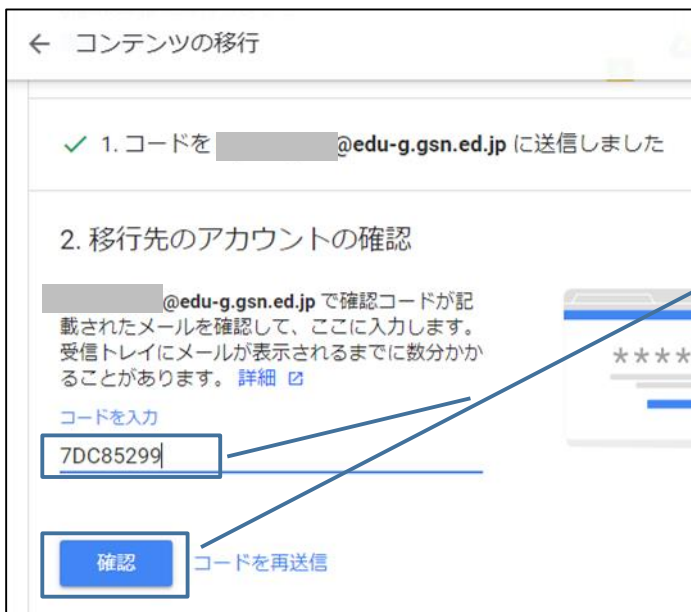 ← コンテンツの移行
✓ 1. コードを @edu-g.gsn.ed.jp に送信しました
2. 移行先のアカウントの確認
@edu-g.gsn.ed.jp で確認コードが記
載されたメールを確認して、ここに入力します。
受信トレイにメールが表示されるまでに数分かか
ることがあります。 詳細
****
コードを入力
7DC85299
確認 コードを再送信